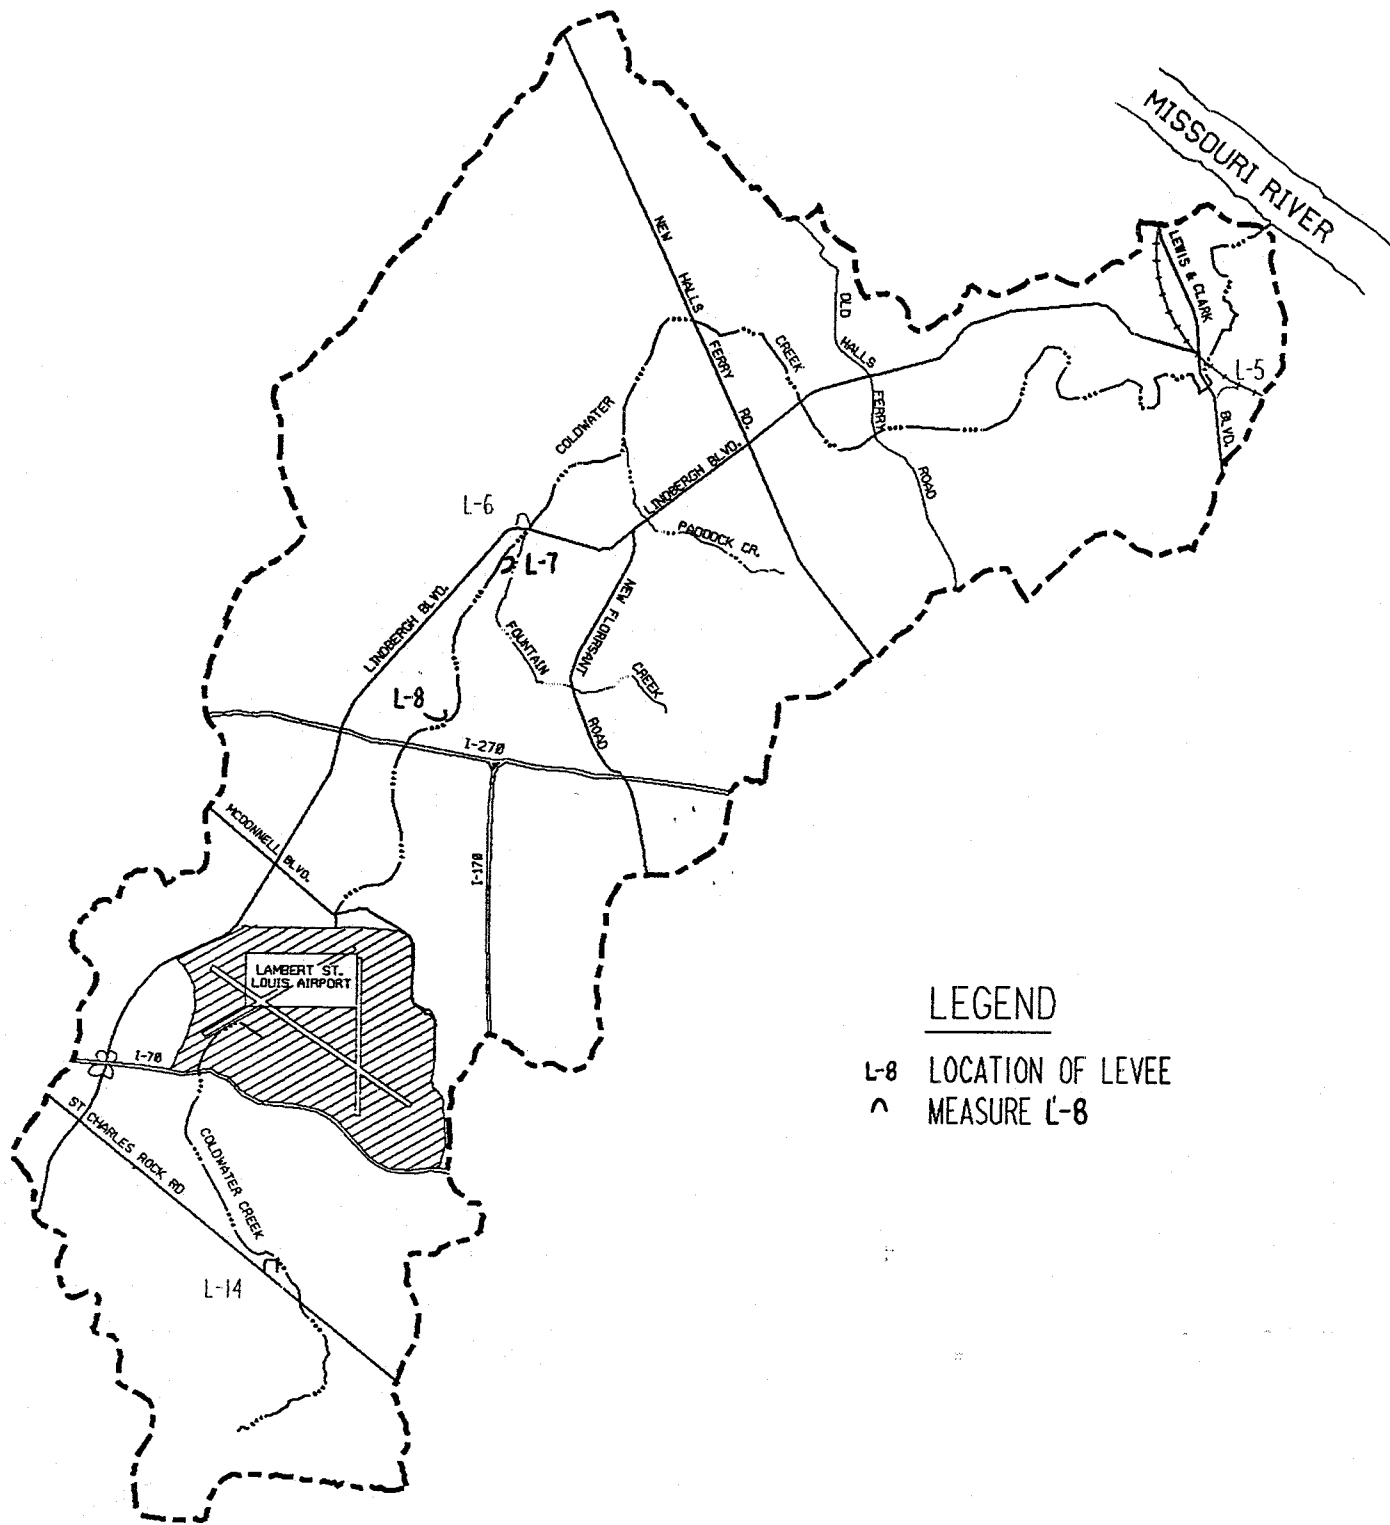 MISSOURI RIVER
NEW
HALLS
FERRY
RD.
OLD
HALLS
FERRY
ROAD
LEWIS & CLARK
BLVD.
L-5
CREEK
COLDWATER
LINDBERGH BLVD.
L-6
L-7
PADDOCK CR.
LINDBERGH BLVD.
NEW FLORRSANT
ROAD
FOUNTAIN
CREEK
L-8
I-270
MCDONNELL BLVD.
I-170
LAMBERT ST.
LOUIS AIRPORT
I-70
ST CHARLES ROCK RD
COLDWATER CREEK
L-14
LEGEND
L-8 LOCATION OF LEVEE
MEASURE L-8